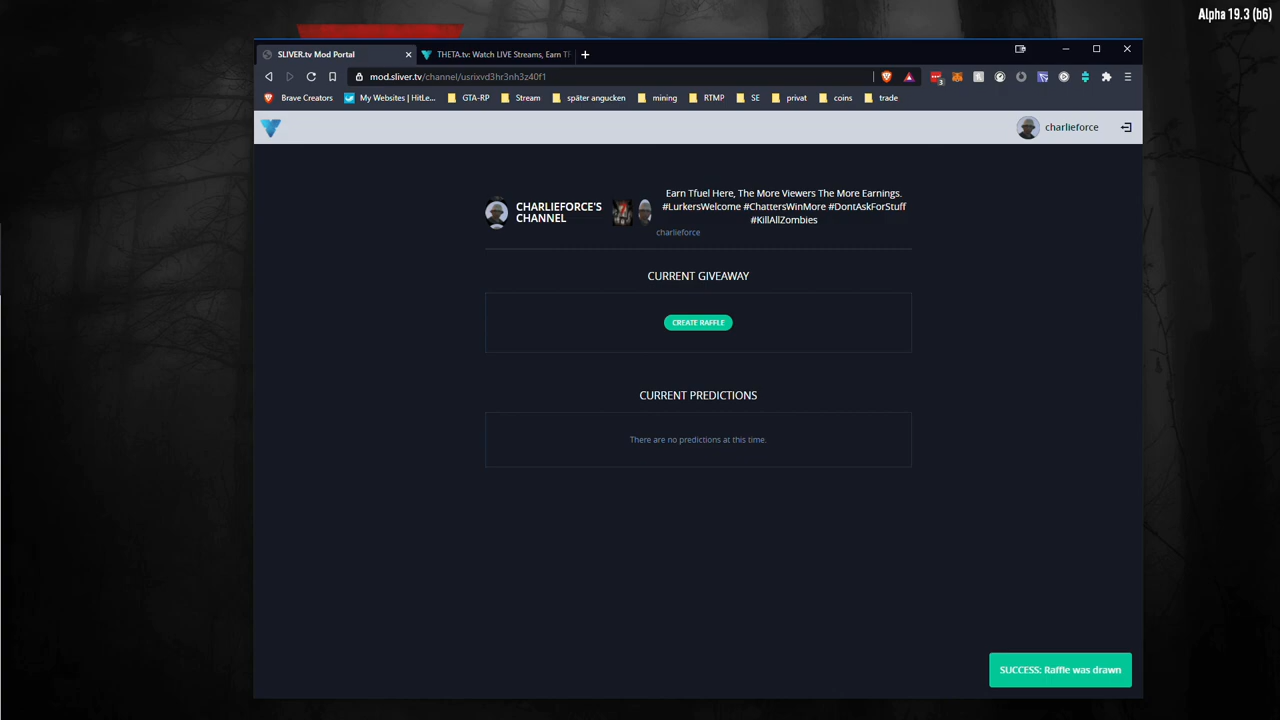 Alpha 19.3 (b6)
SLIVER.tv Mod Portal
THETA.tv: Watch LIVE Streams, Earn T
mod.sliver.tv/channel/usrixvd3hr3nh3z40f1
3
Brave Creators
My Websites | HitLe...
GTA-RP
Stream
später angucken
mining
RTMP
SE
privat
coins
trade
charlieforce
CHARLIEFORCE'S
CHANNEL
Earn Tfuel Here, The More Viewers The More Earnings.
#LurkersWelcome #ChattersWinMore #DontAskForStuff
#KillAllZombies
charlieforce
CURRENT GIVEAWAY
CREATE RAFFLE
CURRENT PREDICTIONS
There are no predictions at this time.
SUCCESS: Raffle was drawn